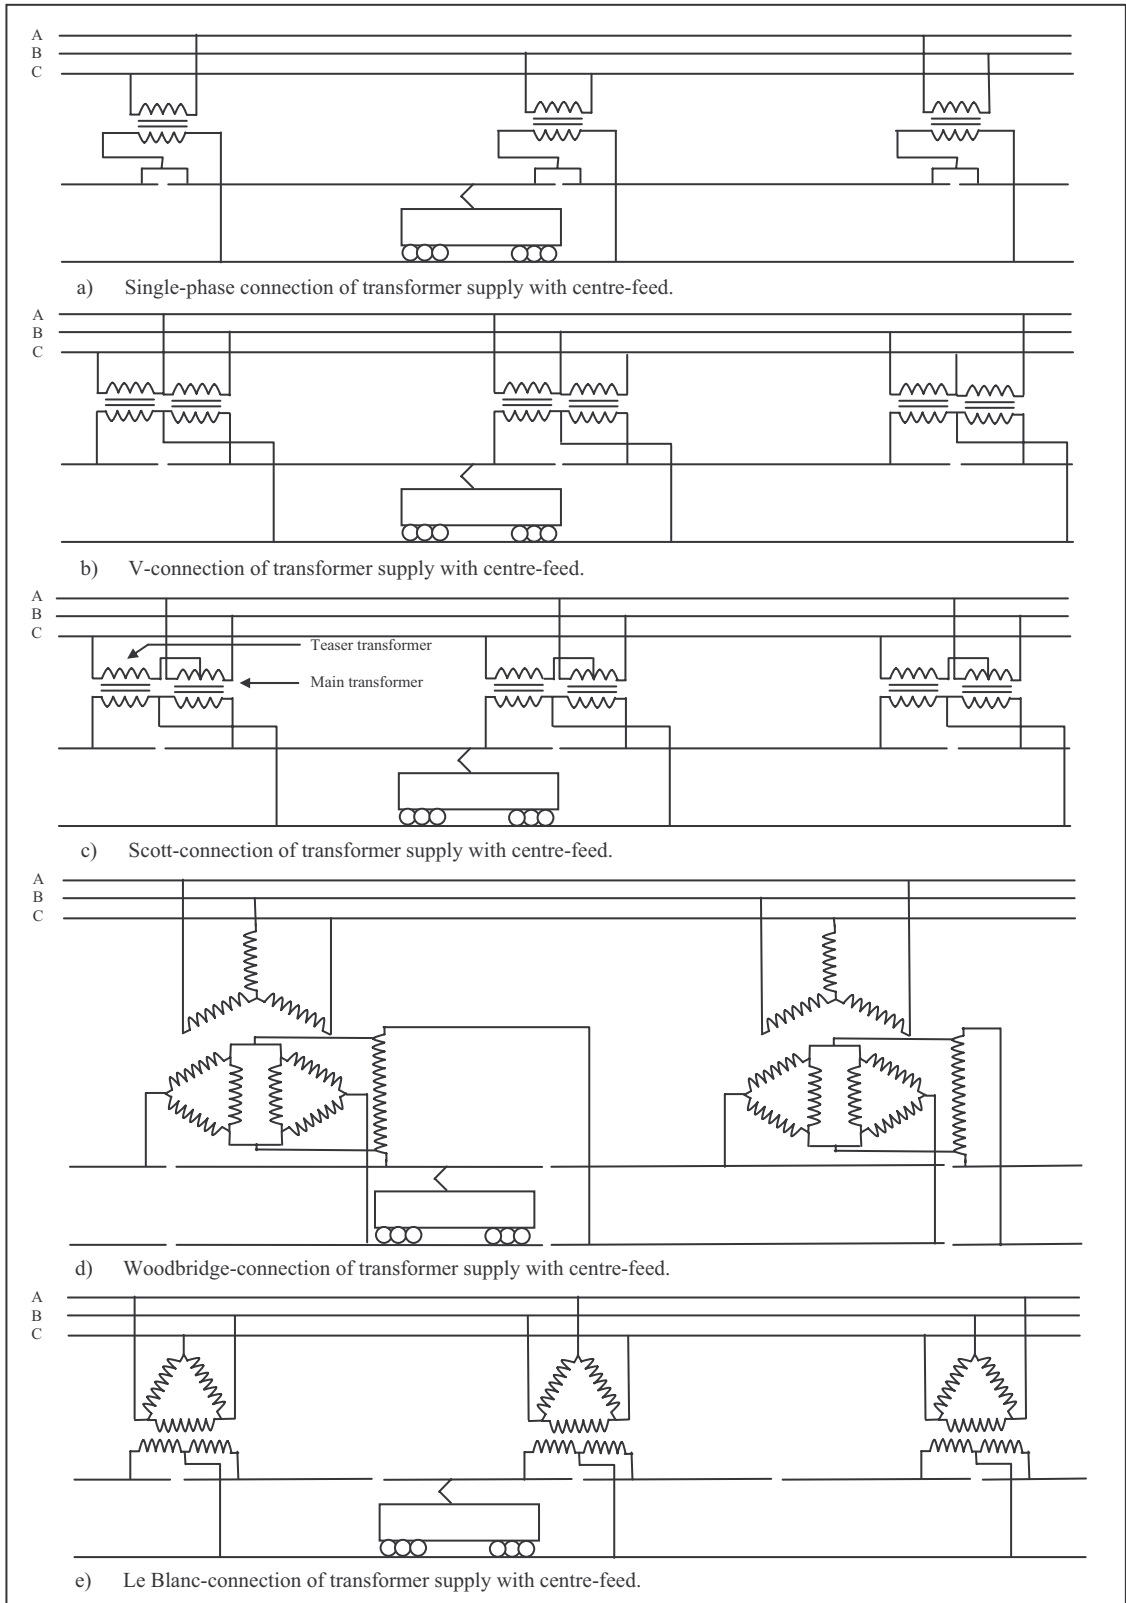 A
B
C
a) Single-phase connection of transformer supply with centre-feed.
A
B
C
b) V-connection of transformer supply with centre-feed.
A
B
C
Teaser transformer
Main transformer
c) Scott-connection of transformer supply with centre-feed.
A
B
C
d) Woodbridge-connection of transformer supply with centre-feed.
A
B
C
e) Le Blanc-connection of transformer supply with centre-feed.